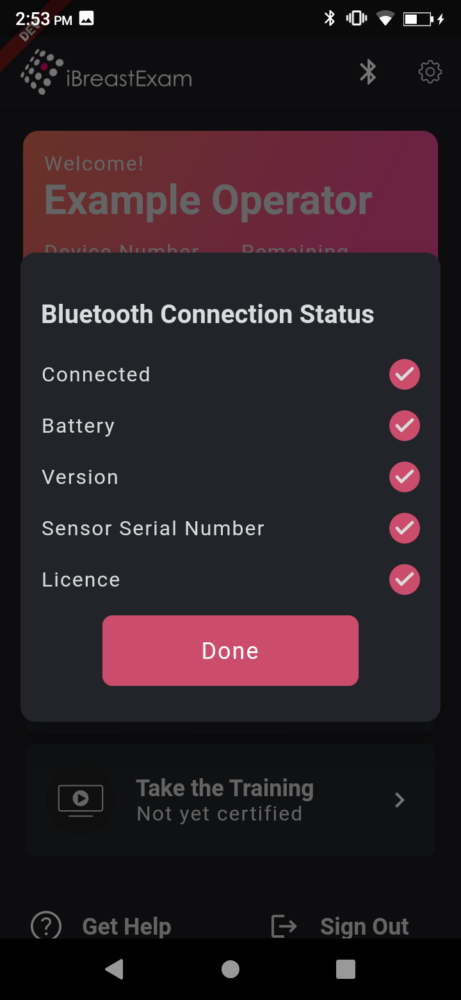 2:53 PM
DEV
iBreastExam
Welcome!
Example Operator
Device Number Remaining
Bluetooth Connection Status
Connected
Battery
Version
Sensor Serial Number
Licence
Done
Take the Training
Not yet certified
Get Help Sign Out